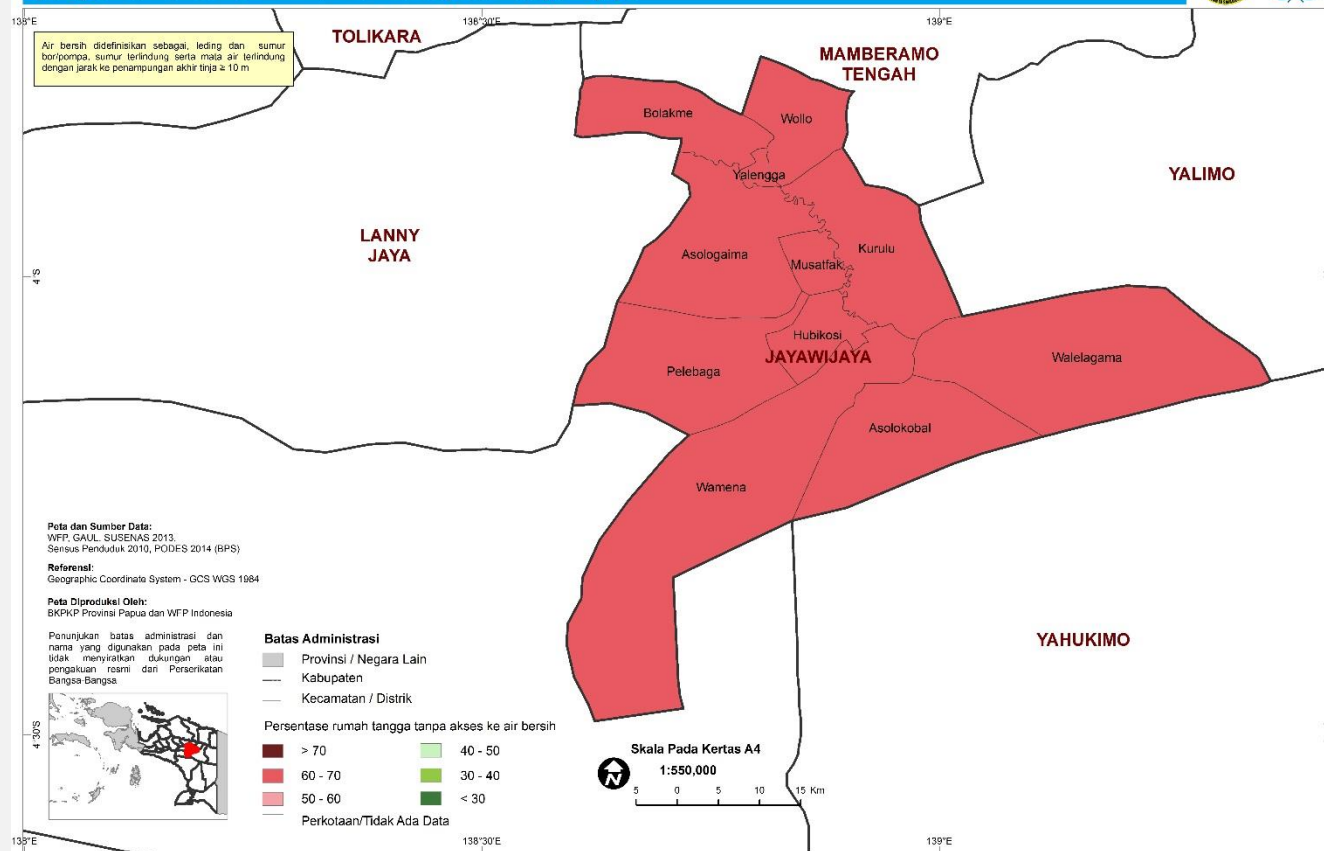 138°E
138°30'E
139°E
Air bersih didefinisikan sebagai, leding dan sumur
bor/pompa, sumur terlindung serta mata air terlindung
dengan jarak ke penampungan akhir tinja ≥ 10 m
TOLIKARA
MAMBERAMO
TENGAH
Bolakme
Wollo
Yalengga
YALIMO
LANNY
JAYA
Asologaima
Kurulu
Musatfak
4°S
Hubikosi
JAYAWIJAYA
Walelagama
Pelebaga
Asolokobal
Wamena
YAHUKIMO
Peta dan Sumber Data:
WFP, GAUL. SUSENAS 2013.
Sensus Penduduk 2010, PODES 2014 (BPS)
Referensi:
Geographic Coordinate System - GCS WGS 1984
Peta Diproduksi Oleh:
BKPKP Provinsi Papua dan WFP Indonesia
Penunjukan batas administrasi dan
nama yang digunakan pada peta ini
tidak menyiratkan dukungan atau
pengakuan resmi dari Perserikatan
Bangsa-Bangsa
Batas Administrasi
Provinsi / Negara Lain
Kabupaten
Kecamatan / Distrik
Persentase rumah tangga tanpa akses ke air bersih
> 70
60 - 70
50 - 60
40 - 50
30 - 40
< 30
Perkotaan/Tidak Ada Data
4°30'S
Skala Pada Kertas A4
1:550,000
N
5 0 5 10 15 Km
138°E
138°30'E
139°E